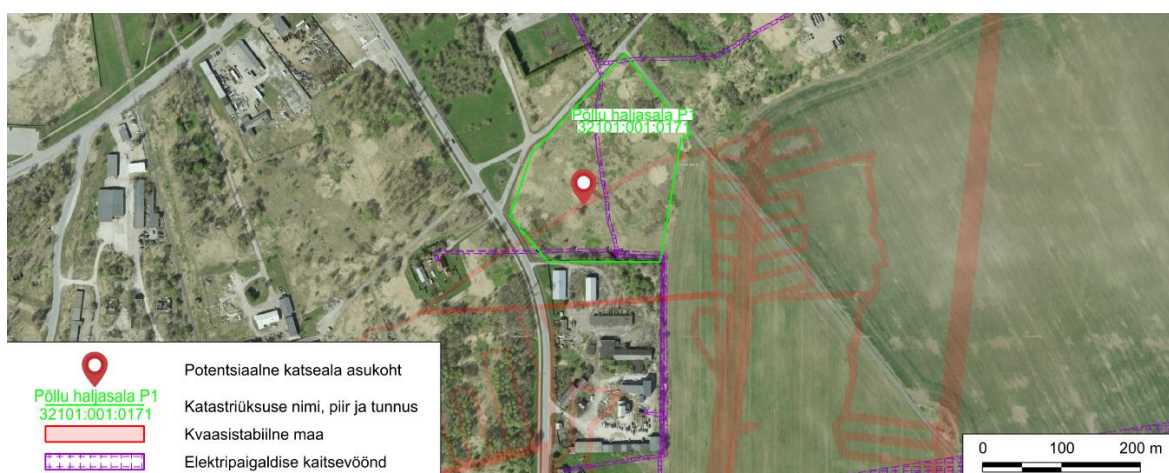 Põllu haljasala P1
32101:001:0171
Potentsiaalne katseala asukoht
Põllu haljasala P1
32101:001:0171
Katastriüksuse nimi, piir ja tunnus
Kvaasistabiilne maa
Elektripaigaldise kaitsevöönd
0 100 200 m